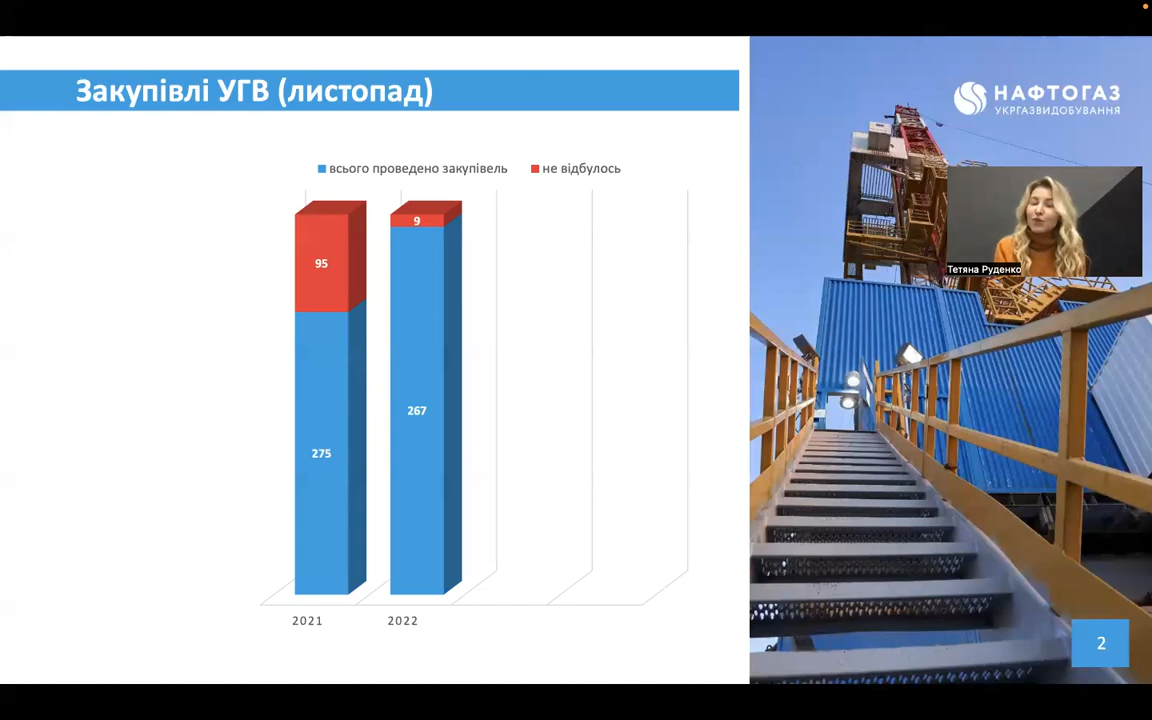 Закупівлі УГВ (листопад)
НАФТОГАЗ
УКРГАЗВИДОБУВАННЯ
всього проведено закупівель
не відбулось
95
9
275
267
2021
2022
Тетяна Руденко
2